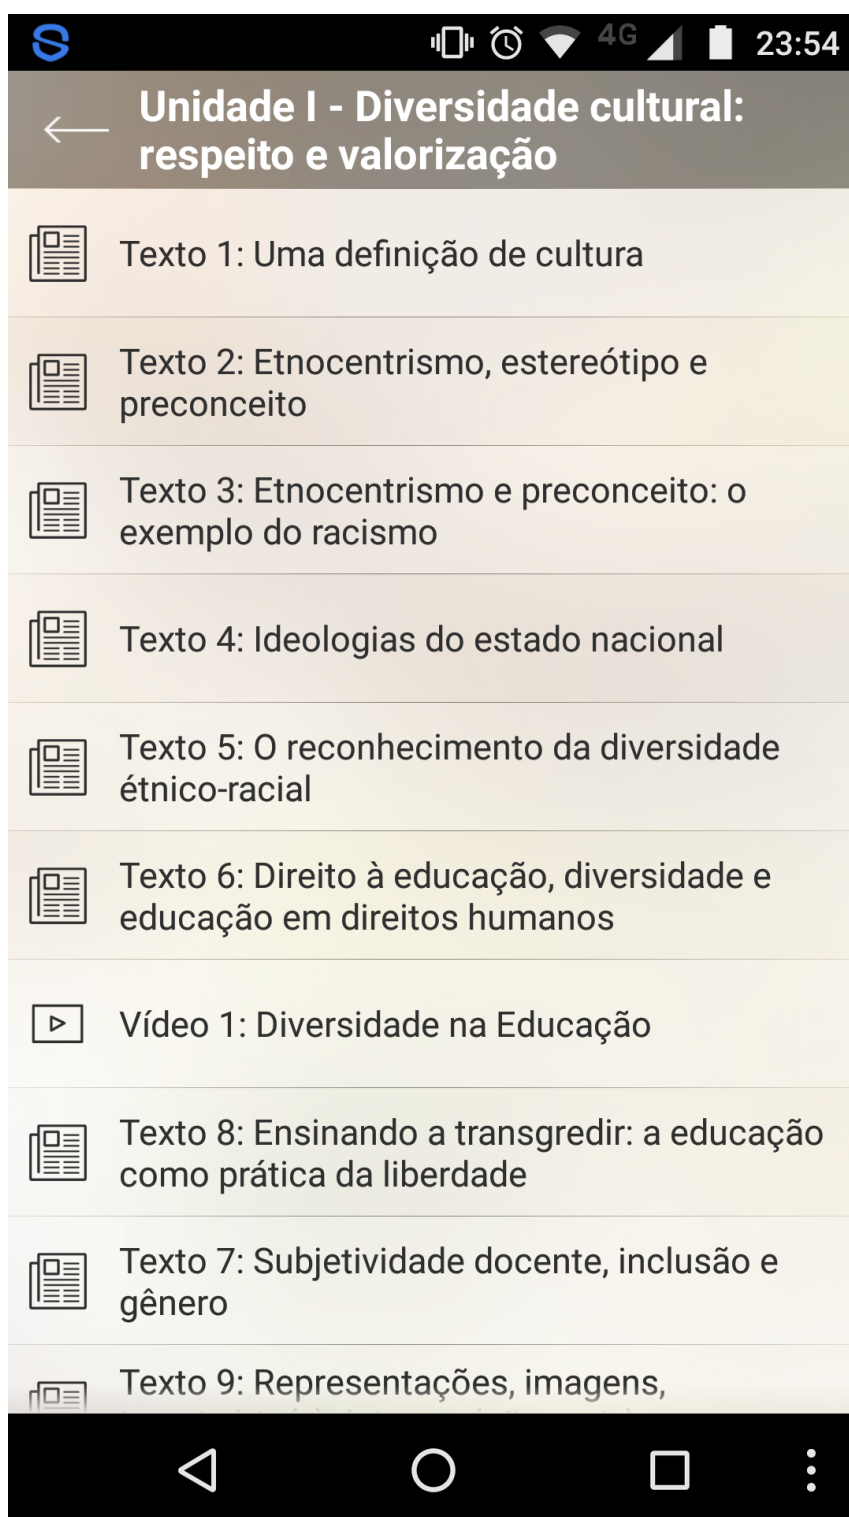 4G 23:54
Unidade I - Diversidade cultural:
respeito e valorização
Texto 1: Uma definição de cultura
Texto 2: Etnocentrismo, estereótipo e
preconceito
Texto 3: Etnocentrismo e preconceito: o
exemplo do racismo
Texto 4: Ideologias do estado nacional
Texto 5: O reconhecimento da diversidade
étnico-racial
Texto 6: Direito à educação, diversidade e
educação em direitos humanos
Vídeo 1: Diversidade na Educação
Texto 8: Ensinando a transgredir: a educação
como prática da liberdade
Texto 7: Subjetividade docente, inclusão e
gênero
Texto 9: Representações, imagens,